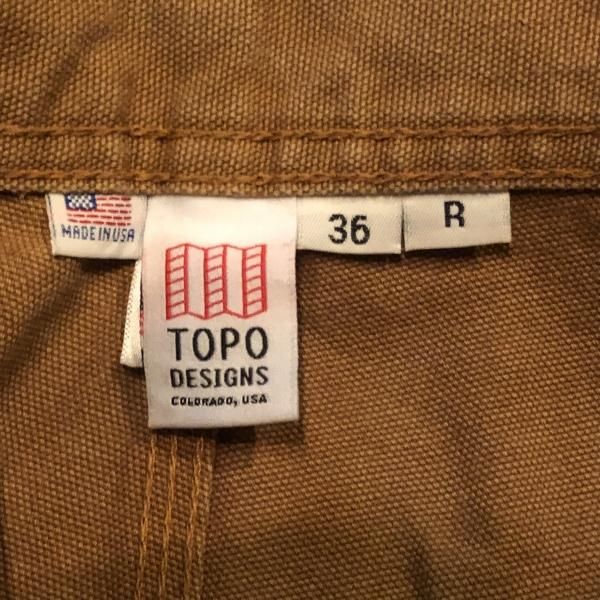 MADE IN USA
TOPO
DESIGNS
COLORADO, USA
36
R